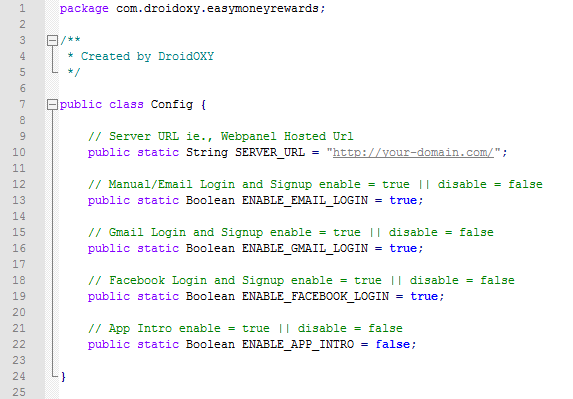 1 package com.droidoxy.easymoneyrewards;
2
3 /**
4  * Created by DroidOXY
5  */
6
7 public class Config {
8
9     // Server URL ie., Webpanel Hosted Url
10     public static String SERVER_URL = "http://your-domain.com/";
11
12     // Manual/Email Login and Signup enable = true || disable = false
13     public static Boolean ENABLE_EMAIL_LOGIN = true;
14
15     // Gmail Login and Signup enable = true || disable = false
16     public static Boolean ENABLE_GMAIL_LOGIN = true;
17
18     // Facebook Login and Signup enable = true || disable = false
19     public static Boolean ENABLE_FACEBOOK_LOGIN = true;
20
21     // App Intro enable = true || disable = false
22     public static Boolean ENABLE_APP_INTRO = false;
23
24 }
25